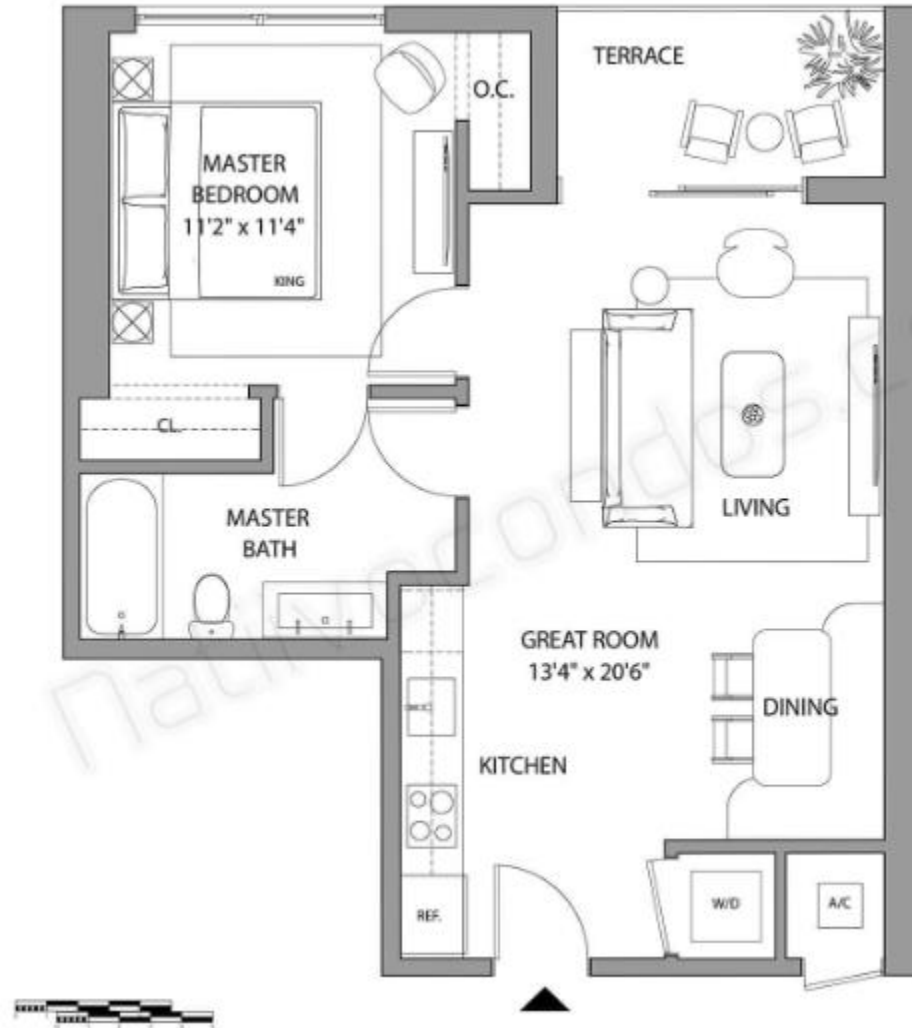 TERRACE
O.C.
MASTER
BEDROOM
11'2" x 11'4"
KING
CL.
LIVING
MASTER
BATH
GREAT ROOM
13'4" x 20'6"
DINING
KITCHEN
REF.
W/D
A/C
nativocondos.c